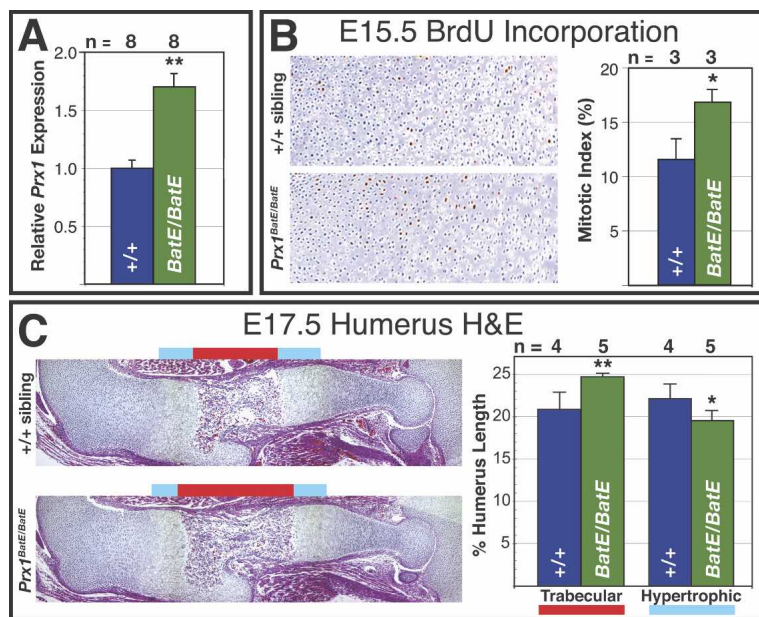 A
n = 8 8
**
2.0
1.5
1.0
0.5
Relative Prx1 Expression
+/+
BatE/BatE
B
E15.5 BrdU Incorporation
+/+ sibling
Prx1BatE/BatE
n = 3 3
*
20
15
10
5
Mitotic Index (%)
+/+
BatE/BatE
C
E17.5 Humerus H&E
+/+ sibling
Prx1BatE/BatE
n = 4 5 4 5
**
*
25
20
15
10
5
% Humerus Length
+/+
BatE/BatE
+/+
BatE/BatE
Trabecular Hypertrophic